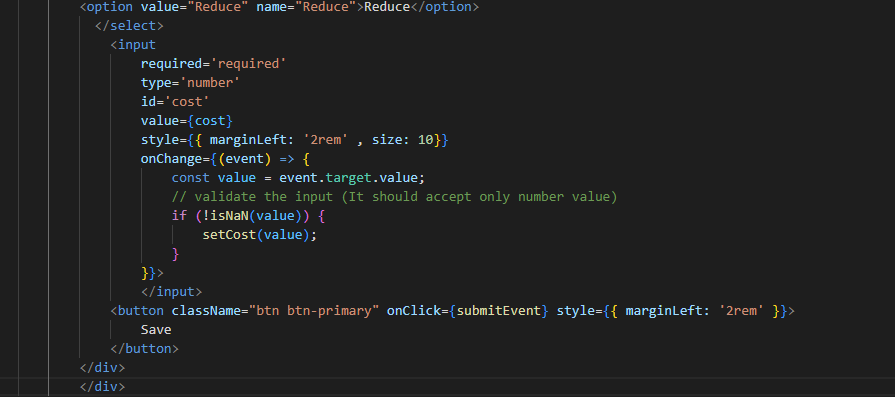 <option value="Reduce" name="Reduce">Reduce</option>
</select>
<input
required='required'
type='number'
id='cost'
value={cost}
style={{ marginLeft: '2rem' , size: 10}}
onChange={(event) => {
const value = event.target.value;
// validate the input (It should accept only number value)
if (!isNaN(value)) {
setCost(value);
}
}}>
</input>
<button className="btn btn-primary" onClick={submitEvent} style={{ marginLeft: '2rem' }}>
Save
</button>
</div>
</div>